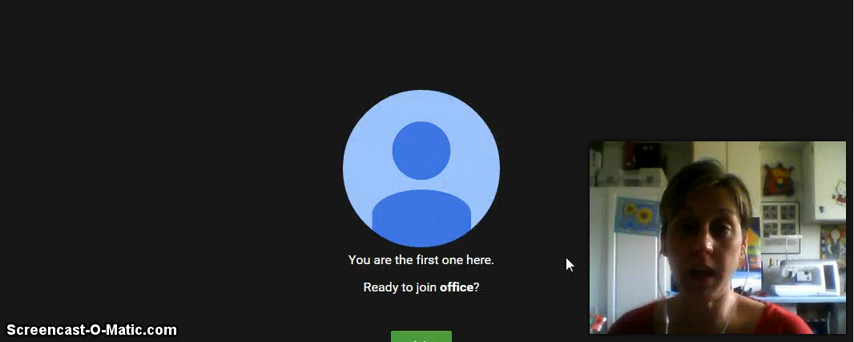 You are the first one here.
Ready to join office?
Screencast-O-Matic.com